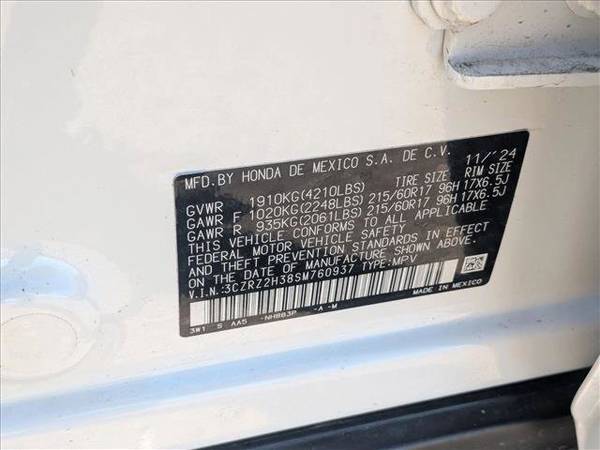 MFD.BY HONDA DE MEXICO S.A. DE C.V. 11/'24
GVWR 1910KG(4210LBS) TIRE SIZE RIM SIZE
GAWR F 1020KG(2248LBS) 215/60R17 96H 17X6.5J
GAWR R 935KG(2061LBS) 215/60R17 96H 17X6.5J
THIS VEHICLE CONFORMS TO ALL APPLICABLE
FEDERAL MOTOR VEHICLE SAFETY AND
THEFT PREVENTION STANDARDS IN EFFECT
ON THE DATE OF MANUFACTURE SHOWN ABOVE.
V.I.N.:3CZRZ2H38SM760937 TYPE:MPV
MADE IN MEXICO
3W1 S AA5 -NH883P -A -M